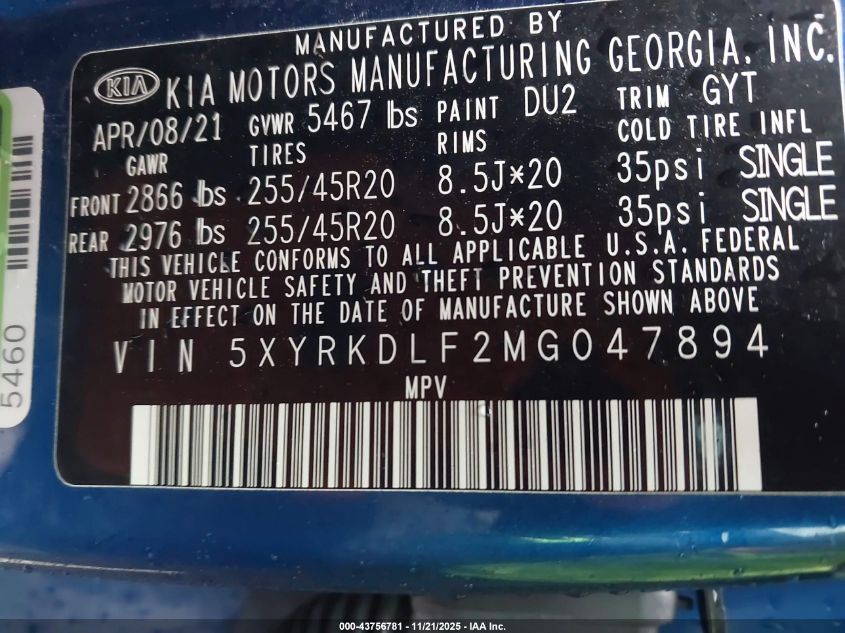 MANUFACTURED BY
KIA KIA MOTORS MANUFACTURING GEORGIA, INC.
APR/08/21 GVWR 5467 lbs PAINT DU2 TRIM GYT
GAWR TIRES RIMS COLD TIRE INFL
FRONT 2866 lbs 255/45R20 8.5J*20 35psi SINGLE
REAR 2976 lbs 255/45R20 8.5J*20 35psi SINGLE
THIS VEHICLE CONFORMS TO ALL APPLICABLE U.S.A. FEDERAL
MOTOR VEHICLE SAFETY AND THEFT PREVENTION STANDARDS
IN EFFECT ON THE DATE OF MANUFACTURE SHOWN ABOVE
VIN 5XYRKDLF2MG047894
MPV
5460
000-43756781 - 11/21/2025 - IAA Inc.